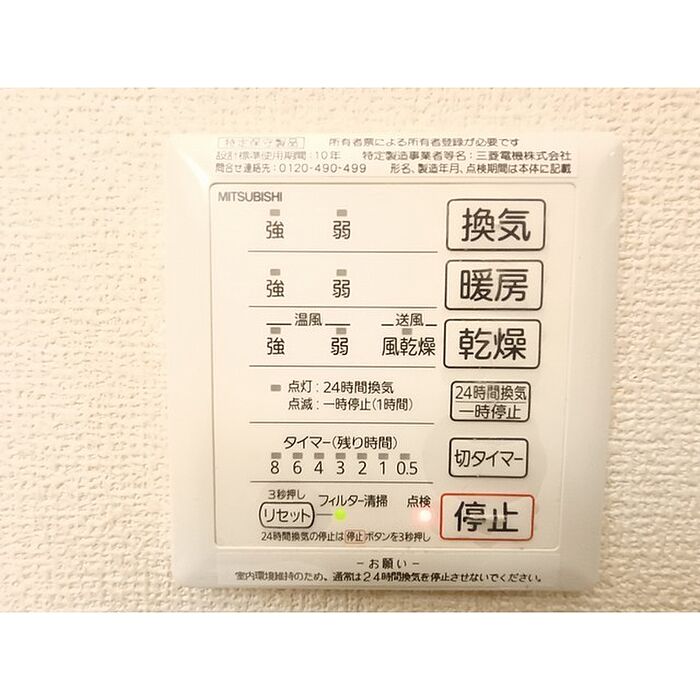 特定保守製品 所有者票による所有者登録が必要です
設計標準使用期間:10年 特定製造事業者等名:三菱電機株式会社
問合せ連絡先:0120-490-499 形名、製造年月、点検期間は本体に記載
MITSUBISHI
強 弱 換気
強 弱 暖房
温風 送風
強 弱 風乾燥 乾燥
点灯:24時間換気
点滅:一時停止(1時間)
24時間換気
一時停止
タイマー(残り時間)
8 6 4 3 2 1 0.5
切タイマー
3秒押し
リセット フィルター清掃 点検 停止
24時間換気の停止は 停止 ボタンを3秒押し
- お願い -
室内環境維持のため、通常は24時間換気を停止させないでください。